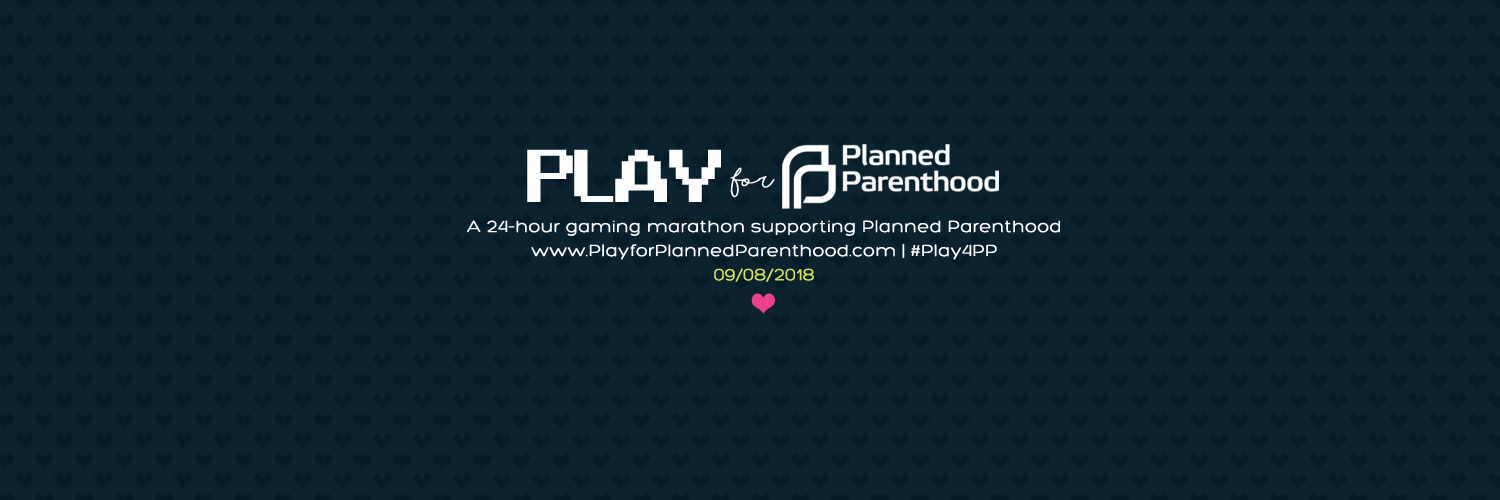 PLAY for Planned Parenthood
A 24-hour gaming marathon supporting Planned Parenthood
www.PlayforPlannedParenthood.com | #Play4PP
09/08/2018